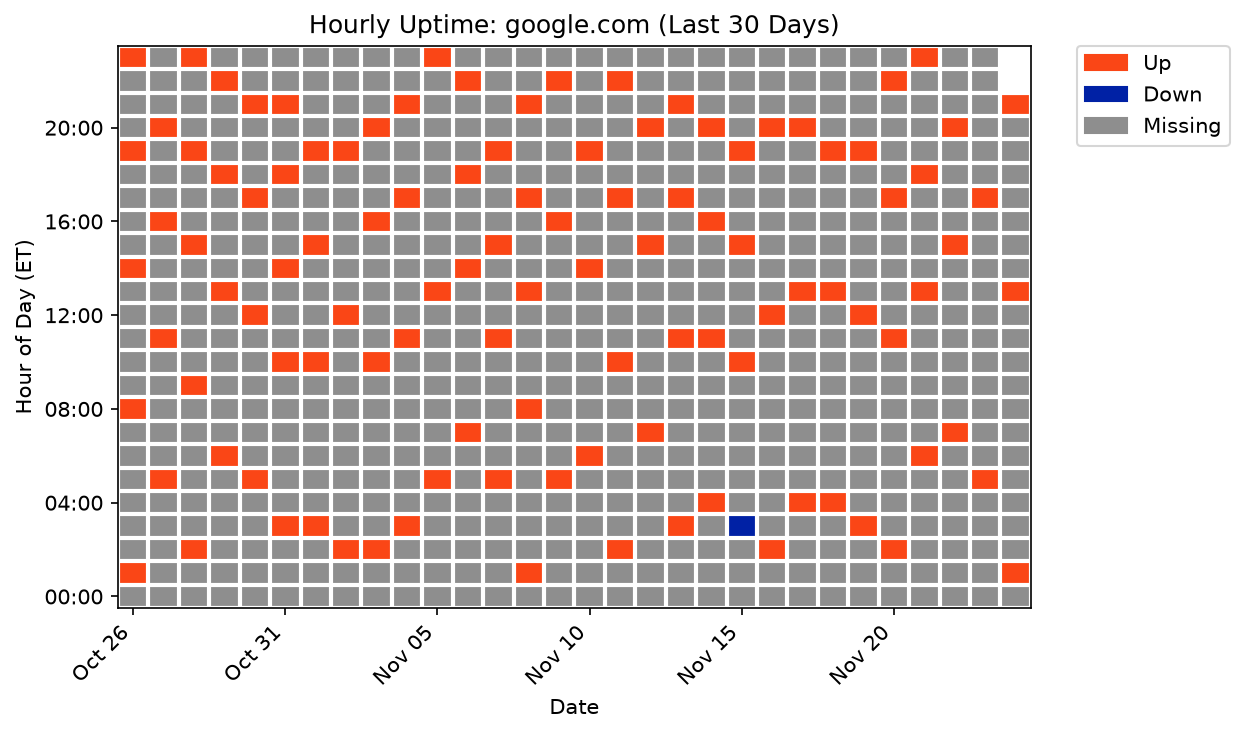 Hourly Uptime: google.com (Last 30 Days)
Up
Down
Missing
Hour of Day (ET)
20:00
16:00
12:00
08:00
04:00
00:00
Oct 26
Oct 31
Nov 05
Nov 10
Nov 15
Nov 20
Date